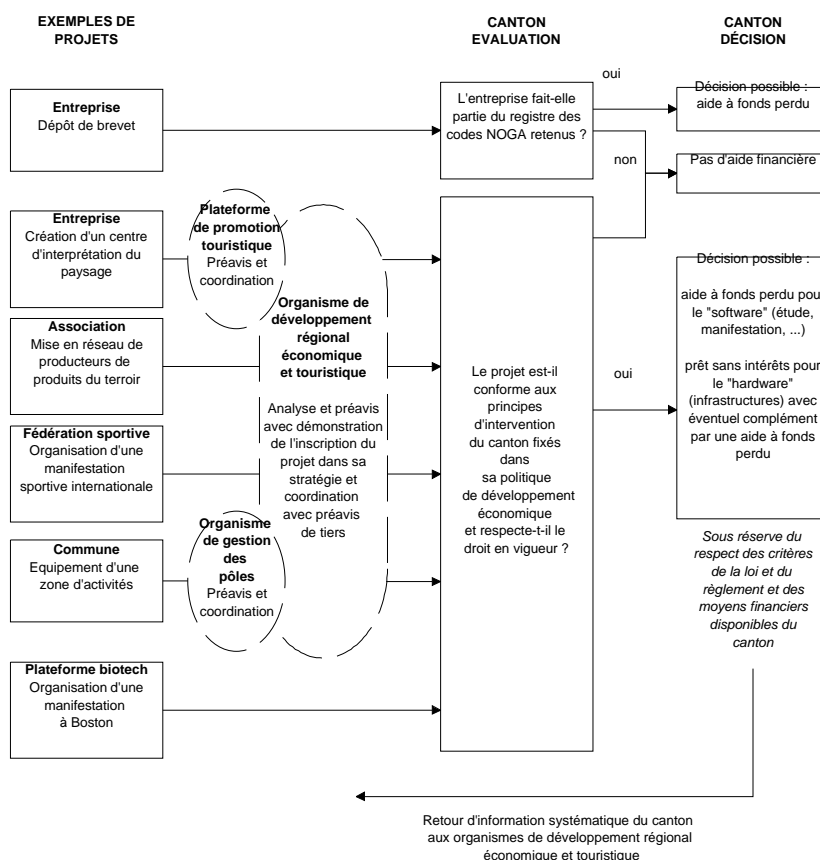 EXEMPLES DE
PROJETS
CANTON
EVALUATION
CANTON
DÉCISION
Entreprise
Dépôt de brevet
L'entreprise fait-elle
partie du registre des
codes NOGA retenus ?
oui
non
Décision possible :
aide à fonds perdu
Pas d'aide financière
Entreprise
Création d'un centre
d'interprétation du
paysage
Plateforme
de promotion
touristique
Préavis et
coordination
Association
Mise en réseau de
producteurs de
produits du terroir
Fédération sportive
Organisation d'une
manifestation
sportive internationale
Commune
Equipement d'une
zone d'activités
Organisme
de gestion
des
pôles
Préavis et
coordination
Organisme de
développement
régional
économique
et touristique
Analyse et préavis
avec démonstration
de l'inscription du
projet dans sa
stratégie et
coordination
avec préavis
de tiers
Plateforme biotech
Organisation d'une
manifestation
à Boston
Le projet est-il
conforme aux
principes
d'intervention
du canton fixés
dans
sa politique
de développement
économique
et respecte-t-il le
droit en vigueur ?
oui
Décision possible :
aide à fonds perdu pou
le "software" (étude,
manifestation, ...)
prêt sans intérêts pour
le "hardware"
(infrastructures) avec
éventuel complément
par une aide à fonds
perdu
Sous réserve du
respect des critères
de la loi et du
règlement et des
moyens financiers
disponibles du
canton
Retour d'information systématique du canton
aux organismes de développement régional
économique et touristique